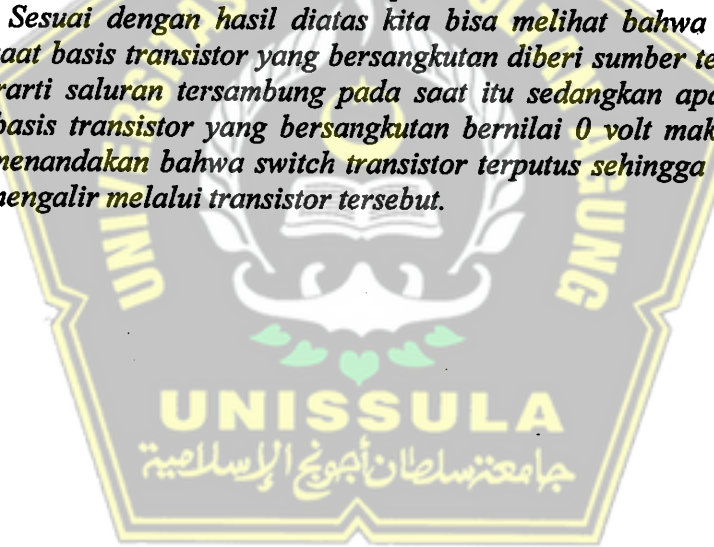 Sesuai dengan hasil diatas kita bisa melihat bahwa
saat basis transistor yang bersangkutan diberi sumber te
rarti saluran tersambung pada saat itu sedangkan apa
basis transistor yang bersangkutan bernilai 0 volt mak
menandakan bahwa switch transistor terputus sehingga
mengalir melalui transistor tersebut.
UNISSULA
جامعة سلطان أجونج الإسلامية